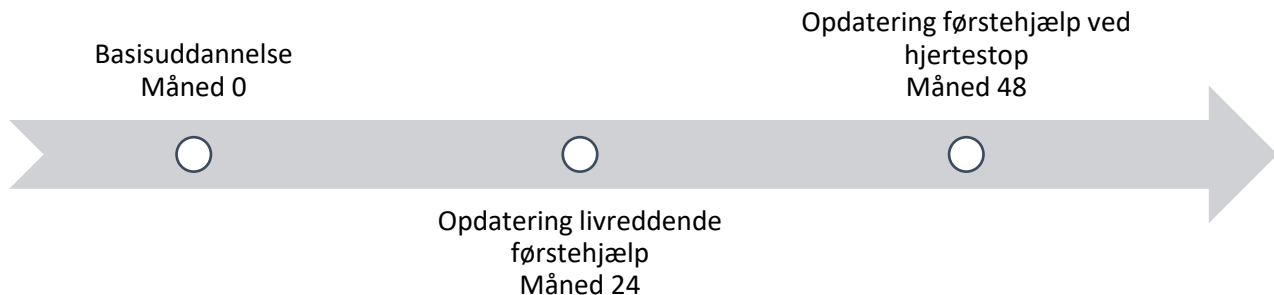 Basisuddannelse
Måned 0
Opdatering livreddende
førstehjælp
Måned 24
Opdatering førstehjælp ved
hjertestop
Måned 48